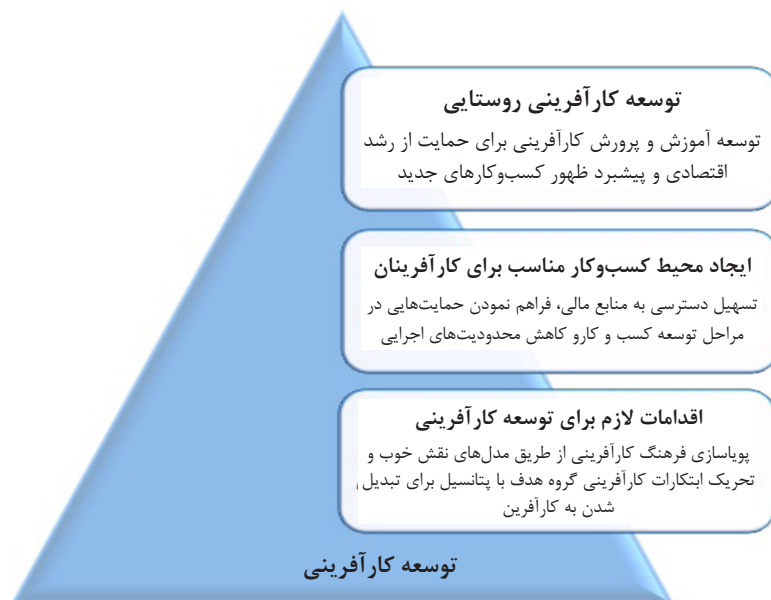 توسعه کارآفرینی روستایی
توسعه آموزش و پرورش کارآفرینی برای حمایت از رشد
اقتصادی و پیشبرد ظهور کسب‌وکارهای جدید
ایجاد محیط کسب‌وکار مناسب برای کارآفرینان
تسهیل دسترسی به منابع مالی، فراهم نمودن حمایت‌هایی در
مراحل توسعه کسب و کارو کاهش محدودیت‌های اجرایی
اقدامات لازم برای توسعه کارآفرینی
پویاسازی فرهنگ کارآفرینی از طریق مدل‌های نقش خوب و
تحریک ابتکارات کارآفرینی گروه هدف با پتانسیل برای تبدیل
شدن به کارآفرین
توسعه کارآفرینی